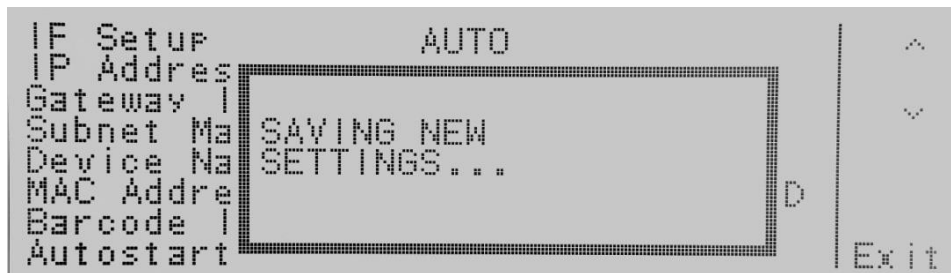 IF Setup AUTO ^
IP Addres
Gateway I
Subnet Ma SAVING NEW
Device Na SETTINGS...
MAC Addre D
Barcode I
Autostart Exit